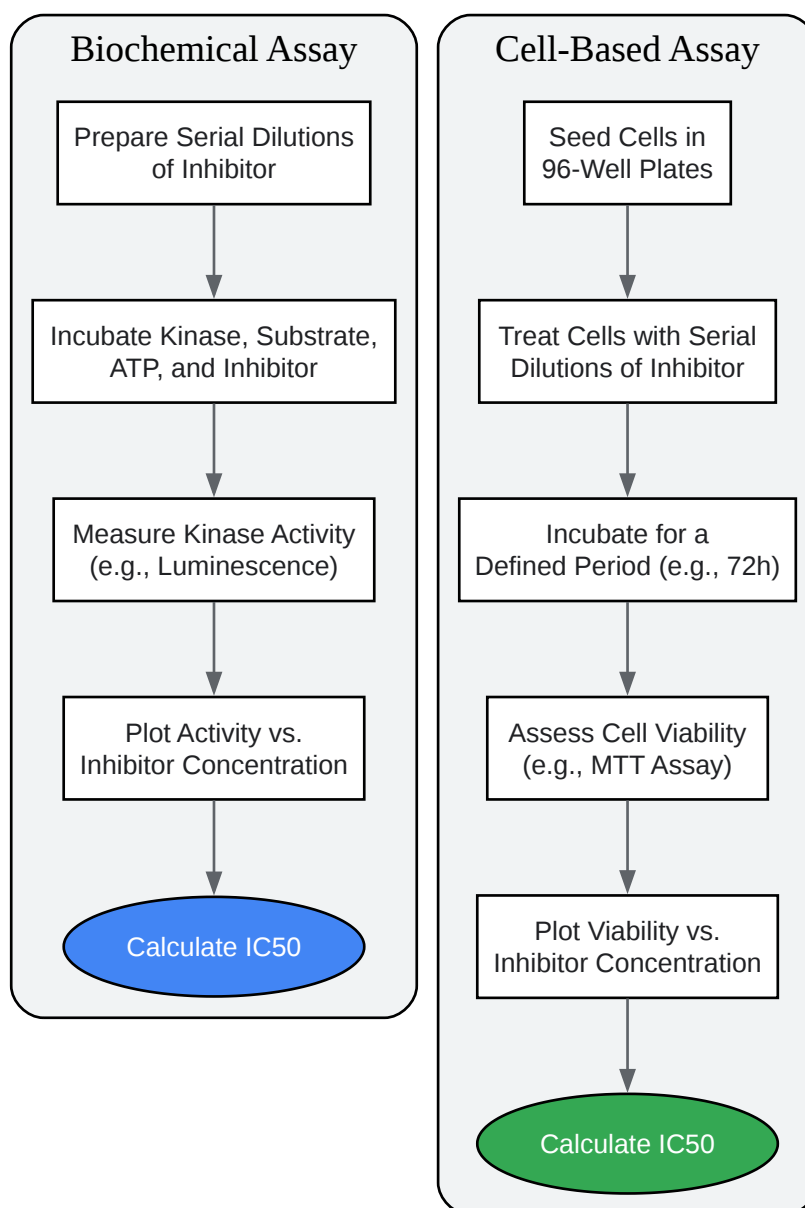 Biochemical Assay
Prepare Serial Dilutions
of Inhibitor
Incubate Kinase, Substrate,
ATP, and Inhibitor
Measure Kinase Activity
(e.g., Luminescence)
Plot Activity vs.
Inhibitor Concentration
Calculate IC50
Cell-Based Assay
Seed Cells in
96-Well Plates
Treat Cells with Serial
Dilutions of Inhibitor
Incubate for a
Defined Period (e.g., 72h)
Assess Cell Viability
(e.g., MTT Assay)
Plot Viability vs.
Inhibitor Concentration
Calculate IC50